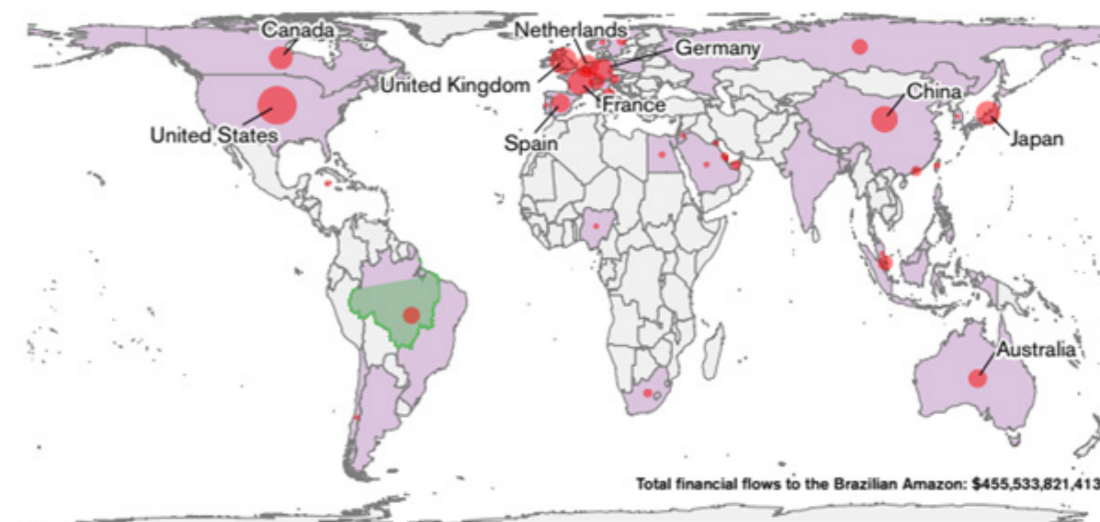 Canada
Netherlands
Germany
United Kingdom
China
France
United States
Spain
Japan
Australia
Total financial flows to the Brazilian Amazon: $455,533,821,413